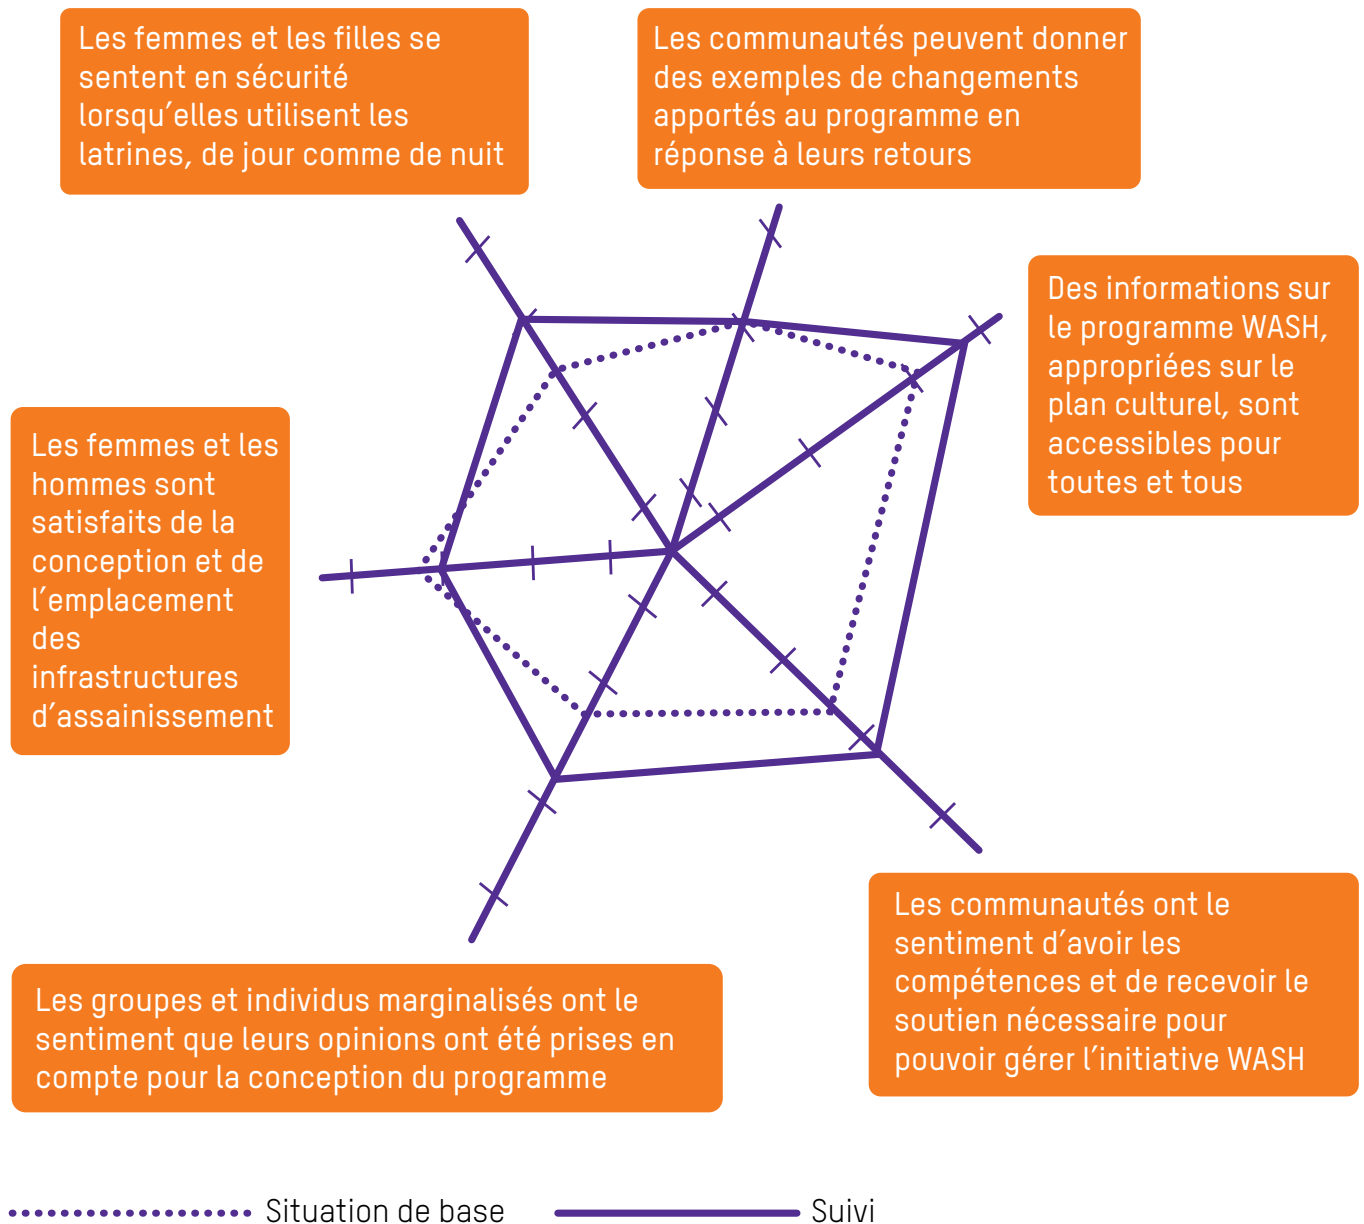 Les femmes et les filles se
sentent en sécurité
lorsqu’elles utilisent les
latrines, de jour comme de nuit
Les communautés peuvent donner
des exemples de changements
apportés au programme en
réponse à leurs retours
Des informations sur
le programme WASH,
appropriées sur le
plan culturel, sont
accessibles pour
toutes et tous
Les femmes et les
hommes sont
satisfaits de la
conception et de
l’emplacement
des
infrastructures
d’assainissement
Les communautés ont le
sentiment d’avoir les
compétences et de recevoir le
soutien nécessaire pour
pouvoir gérer l’initiative WASH
Les groupes et individus marginalisés ont le
sentiment que leurs opinions ont été prises en
compte pour la conception du programme
Situation de base
Suivi